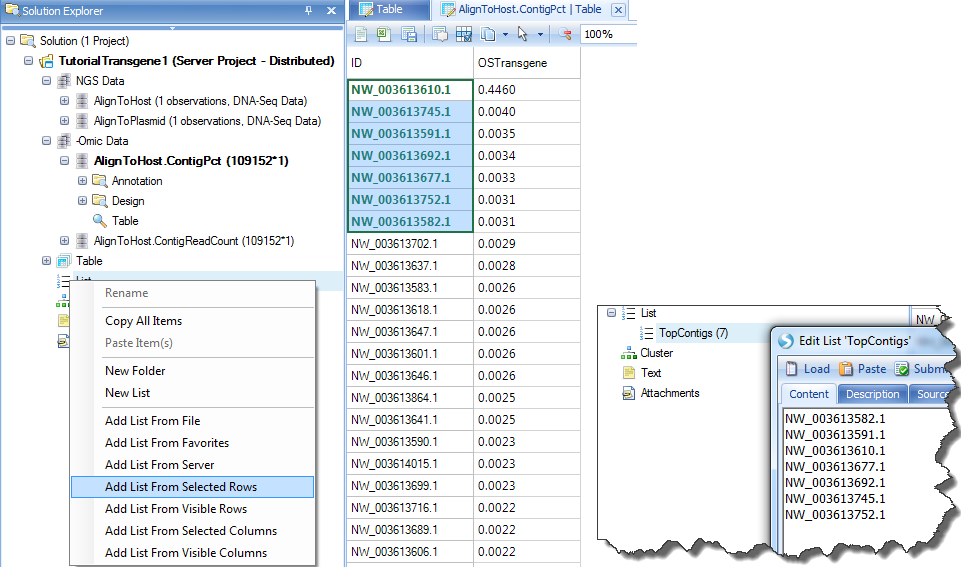 Solution Explorer
Solution (1 Project)
TutorialTransgene1 (Server Project - Distributed)
NGS Data
AlignToHost (1 observations, DNA-Seq Data)
AlignToPlasmid (1 observations, DNA-Seq Data)
-Omic Data
AlignToHost.ContigPct (109152*1)
Annotation
Design
Table
AlignToHost.ContigReadCount (109152*1)
Table
List
Rename
Copy All Items
Paste Item(s)
New Folder
New List
Add List From File
Add List From Favorites
Add List From Server
Add List From Selected Rows
Add List From Visible Rows
Add List From Selected Columns
Add List From Visible Columns
Table
AlignToHost.ContigPct | Table
100%
ID OSTransgene
NW_003613610.1 0.4460
NW_003613745.1 0.0040
NW_003613591.1 0.0035
NW_003613692.1 0.0034
NW_003613677.1 0.0033
NW_003613752.1 0.0031
NW_003613582.1 0.0031
NW_003613702.1 0.0029
NW_003613637.1 0.0028
NW_003613583.1 0.0026
NW_003613618.1 0.0026
NW_003613647.1 0.0026
NW_003613601.1 0.0026
NW_003613646.1 0.0026
NW_003613864.1 0.0025
NW_003613641.1 0.0025
NW_003613590.1 0.0023
NW_003614015.1 0.0023
NW_003613699.1 0.0023
NW_003613716.1 0.0022
NW_003613689.1 0.0022
NW_003613606.1 0.0022
List
TopContigs (7)
Cluster
Text
Attachments
NW_
Edit List 'TopContigs'
Load Paste Subm
Content Description Sourc
NW_003613582.1
NW_003613591.1
NW_003613610.1
NW_003613677.1
NW_003613692.1
NW_003613745.1
NW_003613752.1